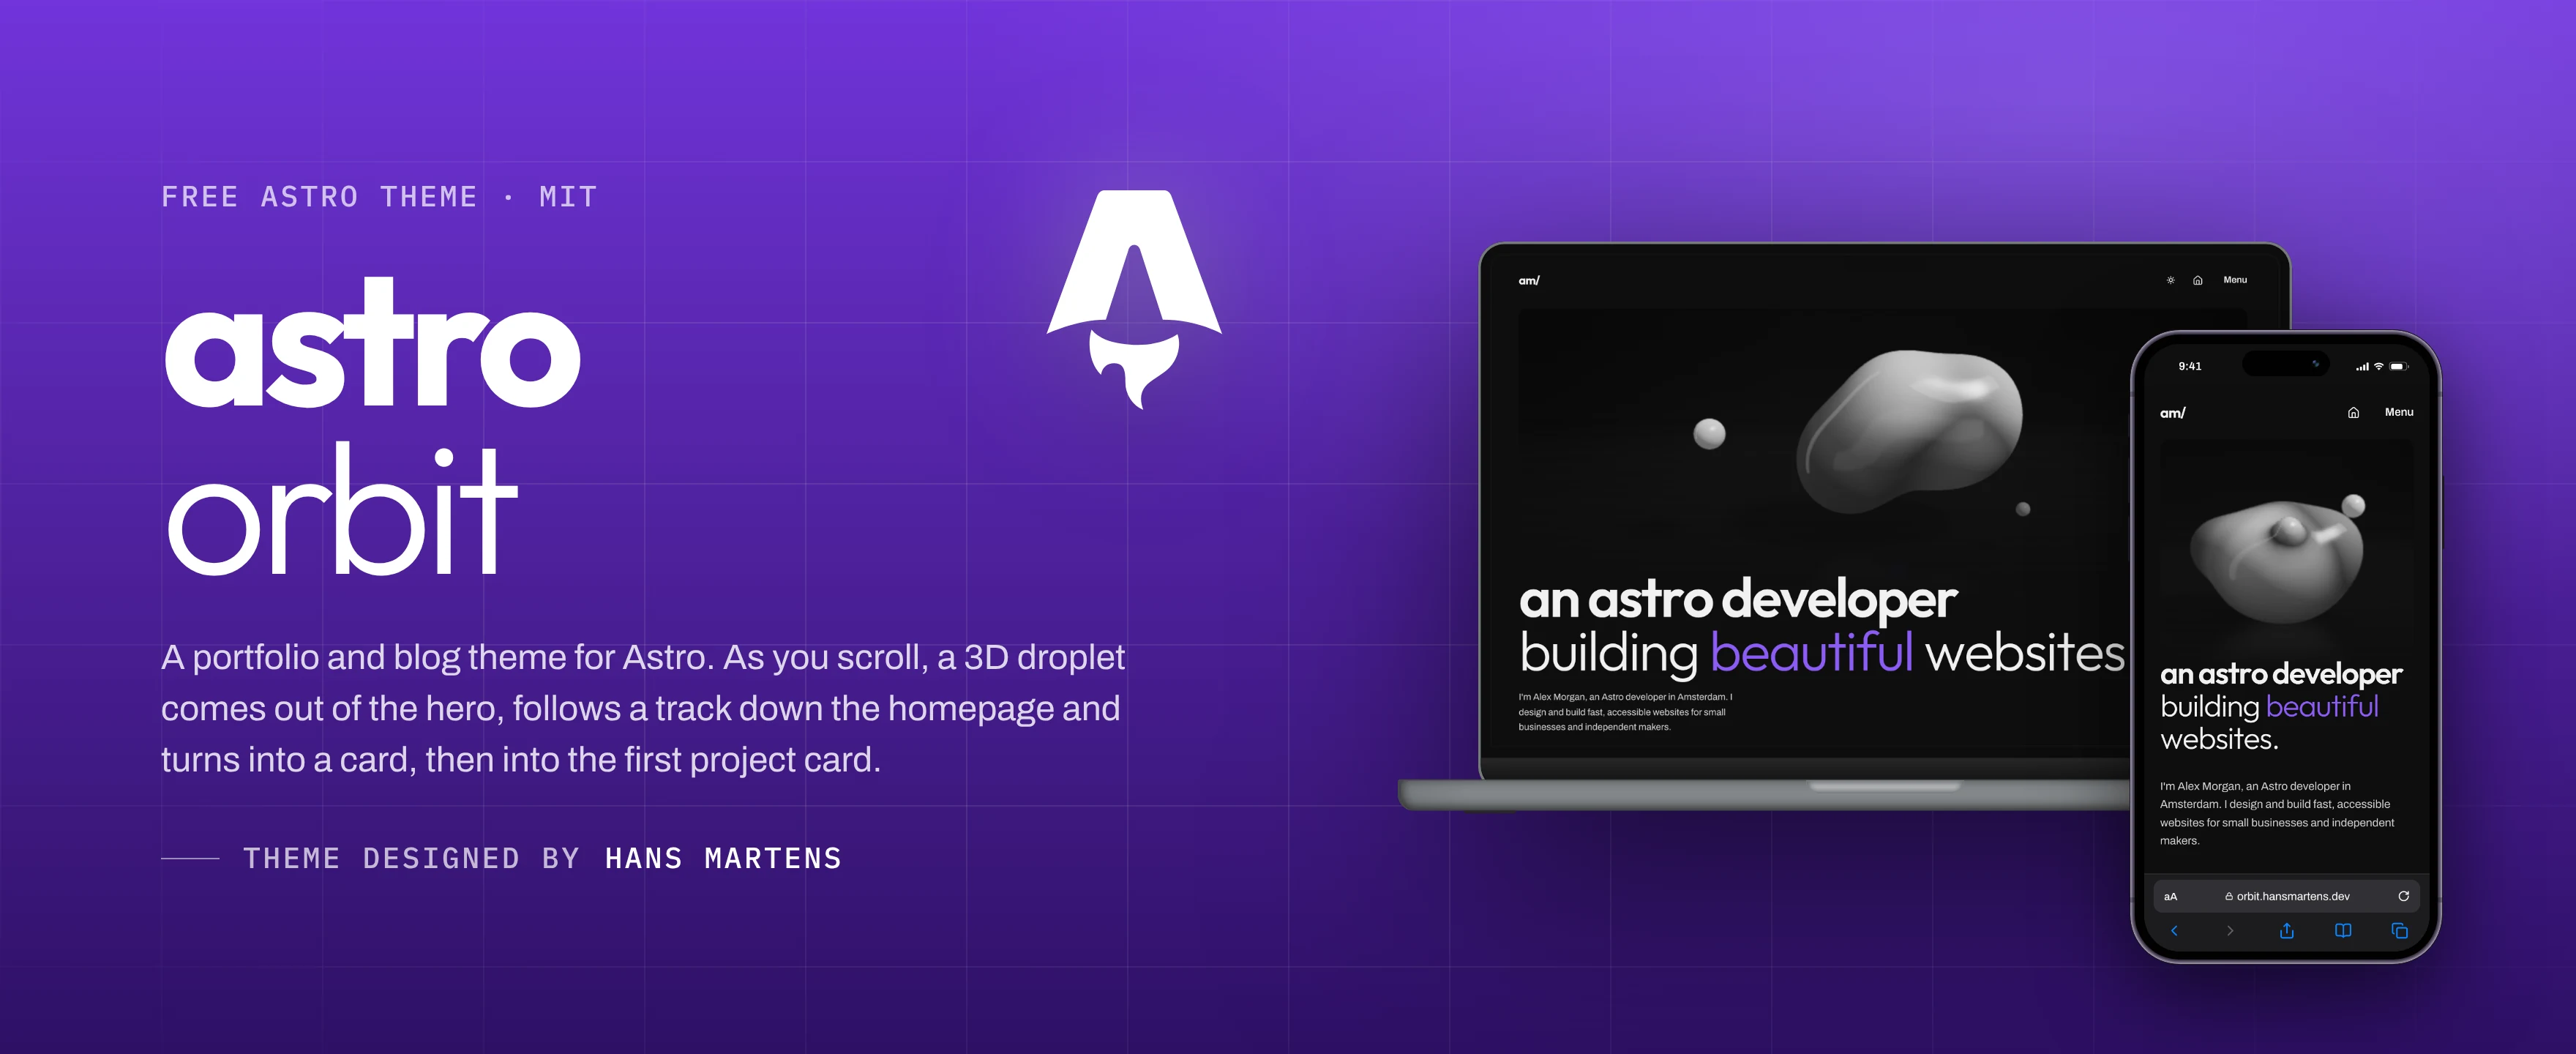 FREE ASTRO THEME · MIT
astro
orbit
A portfolio and blog theme for Astro. As you scroll, a 3D droplet
comes out of the hero, follows a track down the homepage and
turns into a card, then into the first project card.
THEME DESIGNED BY HANS MARTENS
am/
Menu
an astro developer
building beautiful websites
I'm Alex Morgan, an Astro developer in Amsterdam. I
design and build fast, accessible websites for small
businesses and independent makers.
9:41
am/
Menu
an astro developer
building beautiful
websites.
I'm Alex Morgan, an Astro developer in
Amsterdam. I design and build fast, accessible
websites for small businesses and independent
makers.
aA
orbit.hansmartens.dev